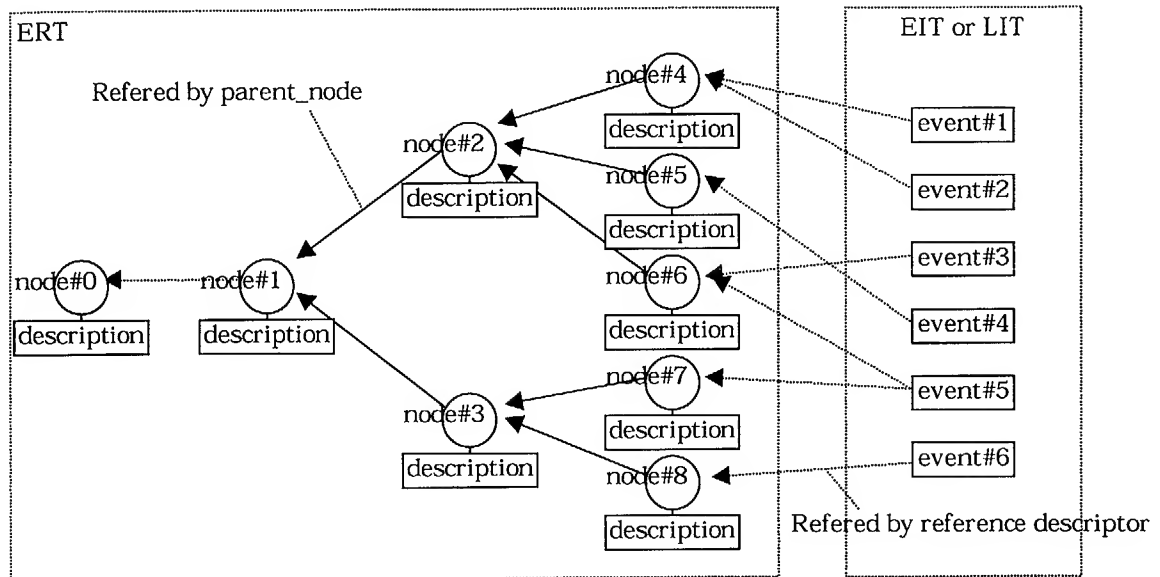 ERT
EIT or LIT
Refered by parent_node
node#4
description
event#1
node#2
description
node#5
description
event#2
node#0
description
node#1
description
node#6
description
event#3
event#4
node#7
description
event#5
node#3
description
node#8
description
event#6
Refered by reference descriptor